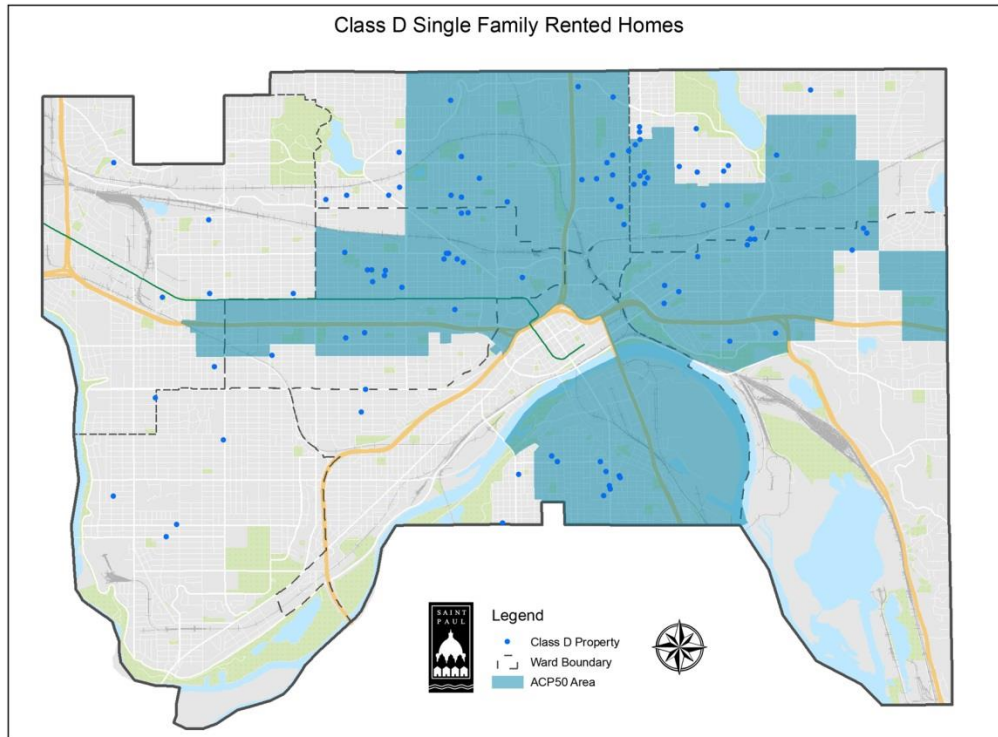 Class D Single Family Rented Homes
SAINT
PAUL
Legend
Class D Property
Ward Boundary
ACP50 Area